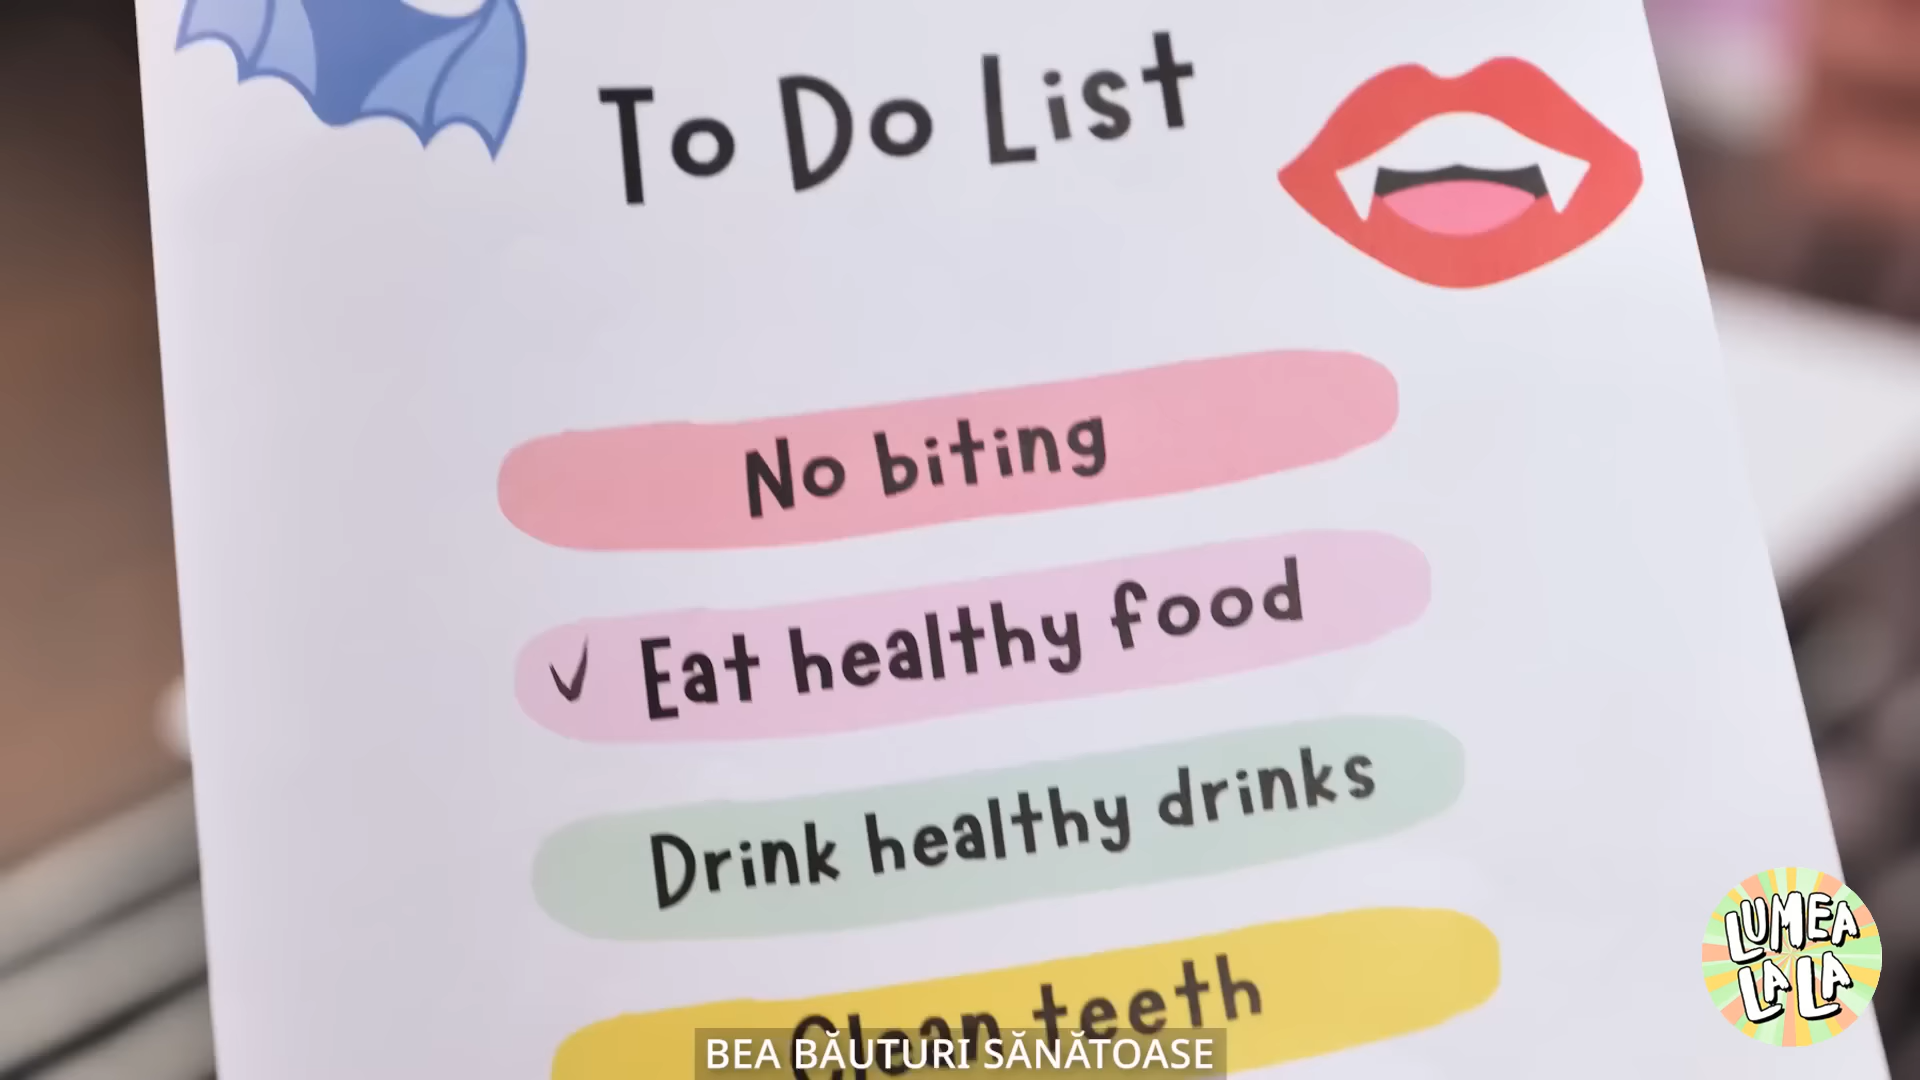 To Do List
No biting
✓ Eat healthy food
Drink healthy drinks
Clean teeth
BEA BĂUTURI SĂNĂTOASE
LUMEA
LA LA